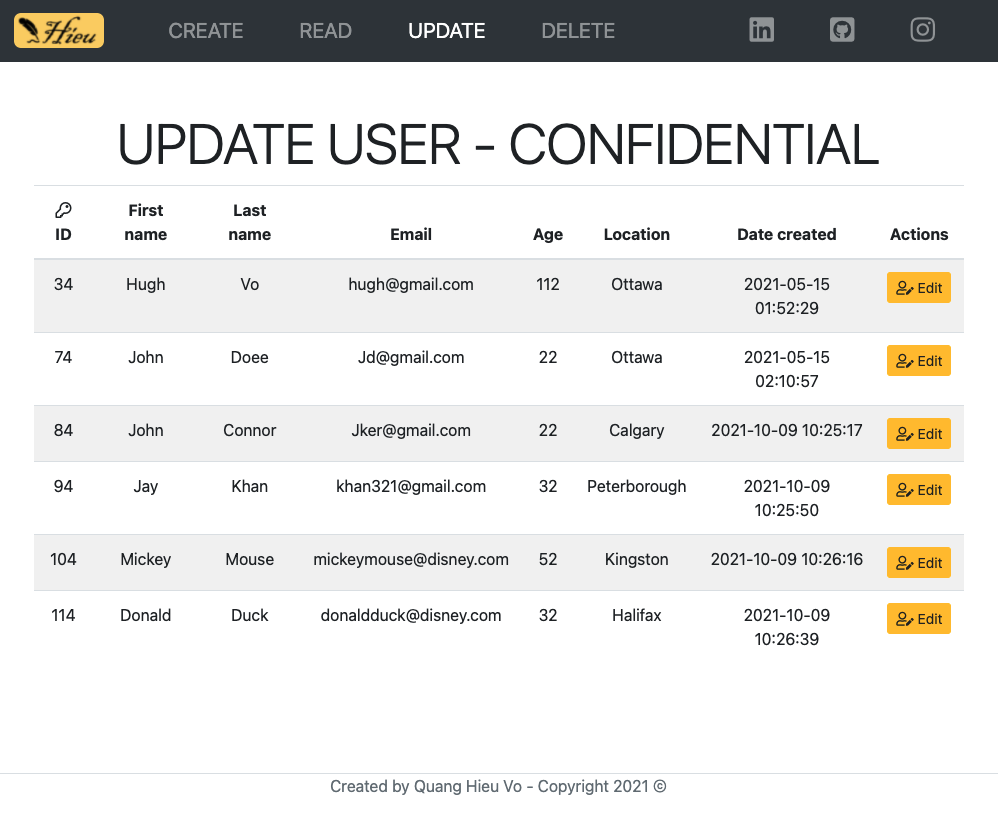 Hieu CREATE READ UPDATE DELETE
UPDATE USER - CONFIDENTIAL
ID First name Last name Email Age Location Date created Actions
34 Hugh Vo hugh@gmail.com 112 Ottawa 2021-05-15 01:52:29 Edit
74 John Doee Jd@gmail.com 22 Ottawa 2021-05-15 02:10:57 Edit
84 John Connor Jker@gmail.com 22 Calgary 2021-10-09 10:25:17 Edit
94 Jay Khan khan321@gmail.com 32 Peterborough 2021-10-09 10:25:50 Edit
104 Mickey Mouse mickeymouse@disney.com 52 Kingston 2021-10-09 10:26:16 Edit
114 Donald Duck donaldduck@disney.com 32 Halifax 2021-10-09 10:26:39 Edit
Created by Quang Hieu Vo - Copyright 2021 ©